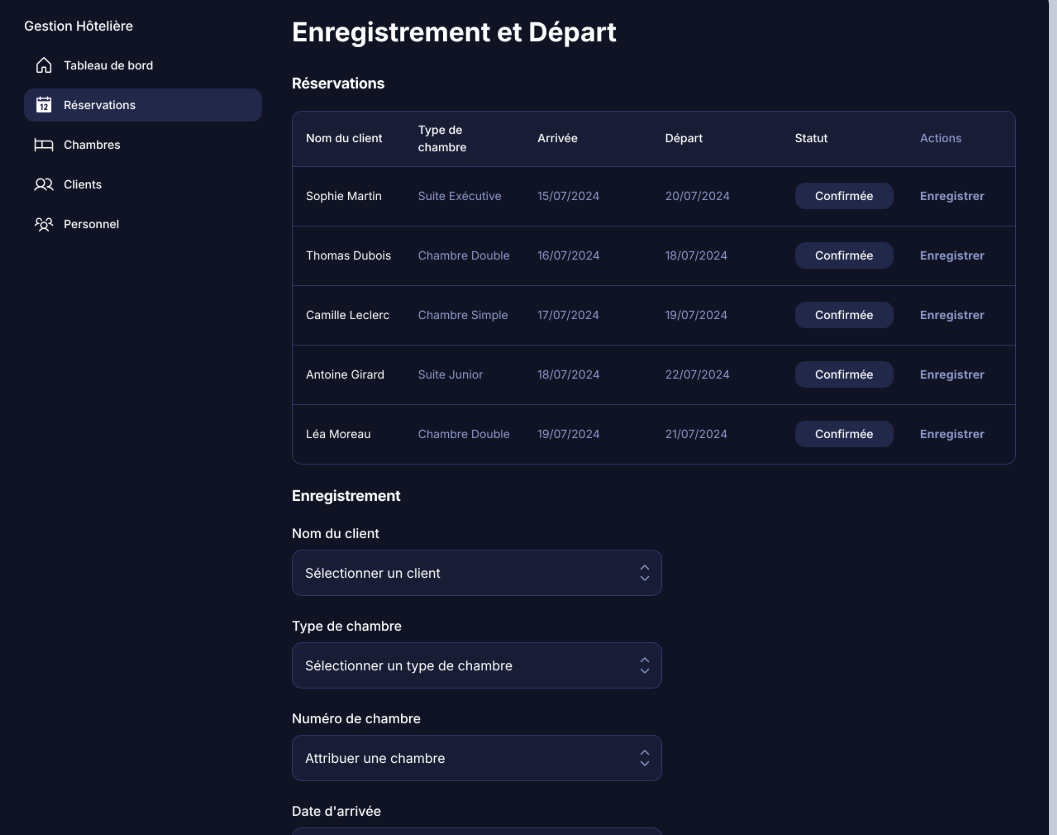 Gestion Hôtelière
Tableau de bord
12
Réservations
Chambres
Clients
Personnel
Enregistrement et Départ
Réservations
Nom du client Type de chambre Arrivée Départ Statut Actions
Sophie Martin Suite Exécutive 15/07/2024 20/07/2024 Confirmée Enregistrer
Thomas Dubois Chambre Double 16/07/2024 18/07/2024 Confirmée Enregistrer
Camille Leclerc Chambre Simple 17/07/2024 19/07/2024 Confirmée Enregistrer
Antoine Girard Suite Junior 18/07/2024 22/07/2024 Confirmée Enregistrer
Léa Moreau Chambre Double 19/07/2024 21/07/2024 Confirmée Enregistrer
Enregistrement
Nom du client
Sélectionner un client
Type de chambre
Sélectionner un type de chambre
Numéro de chambre
Attribuer une chambre
Date d'arrivée